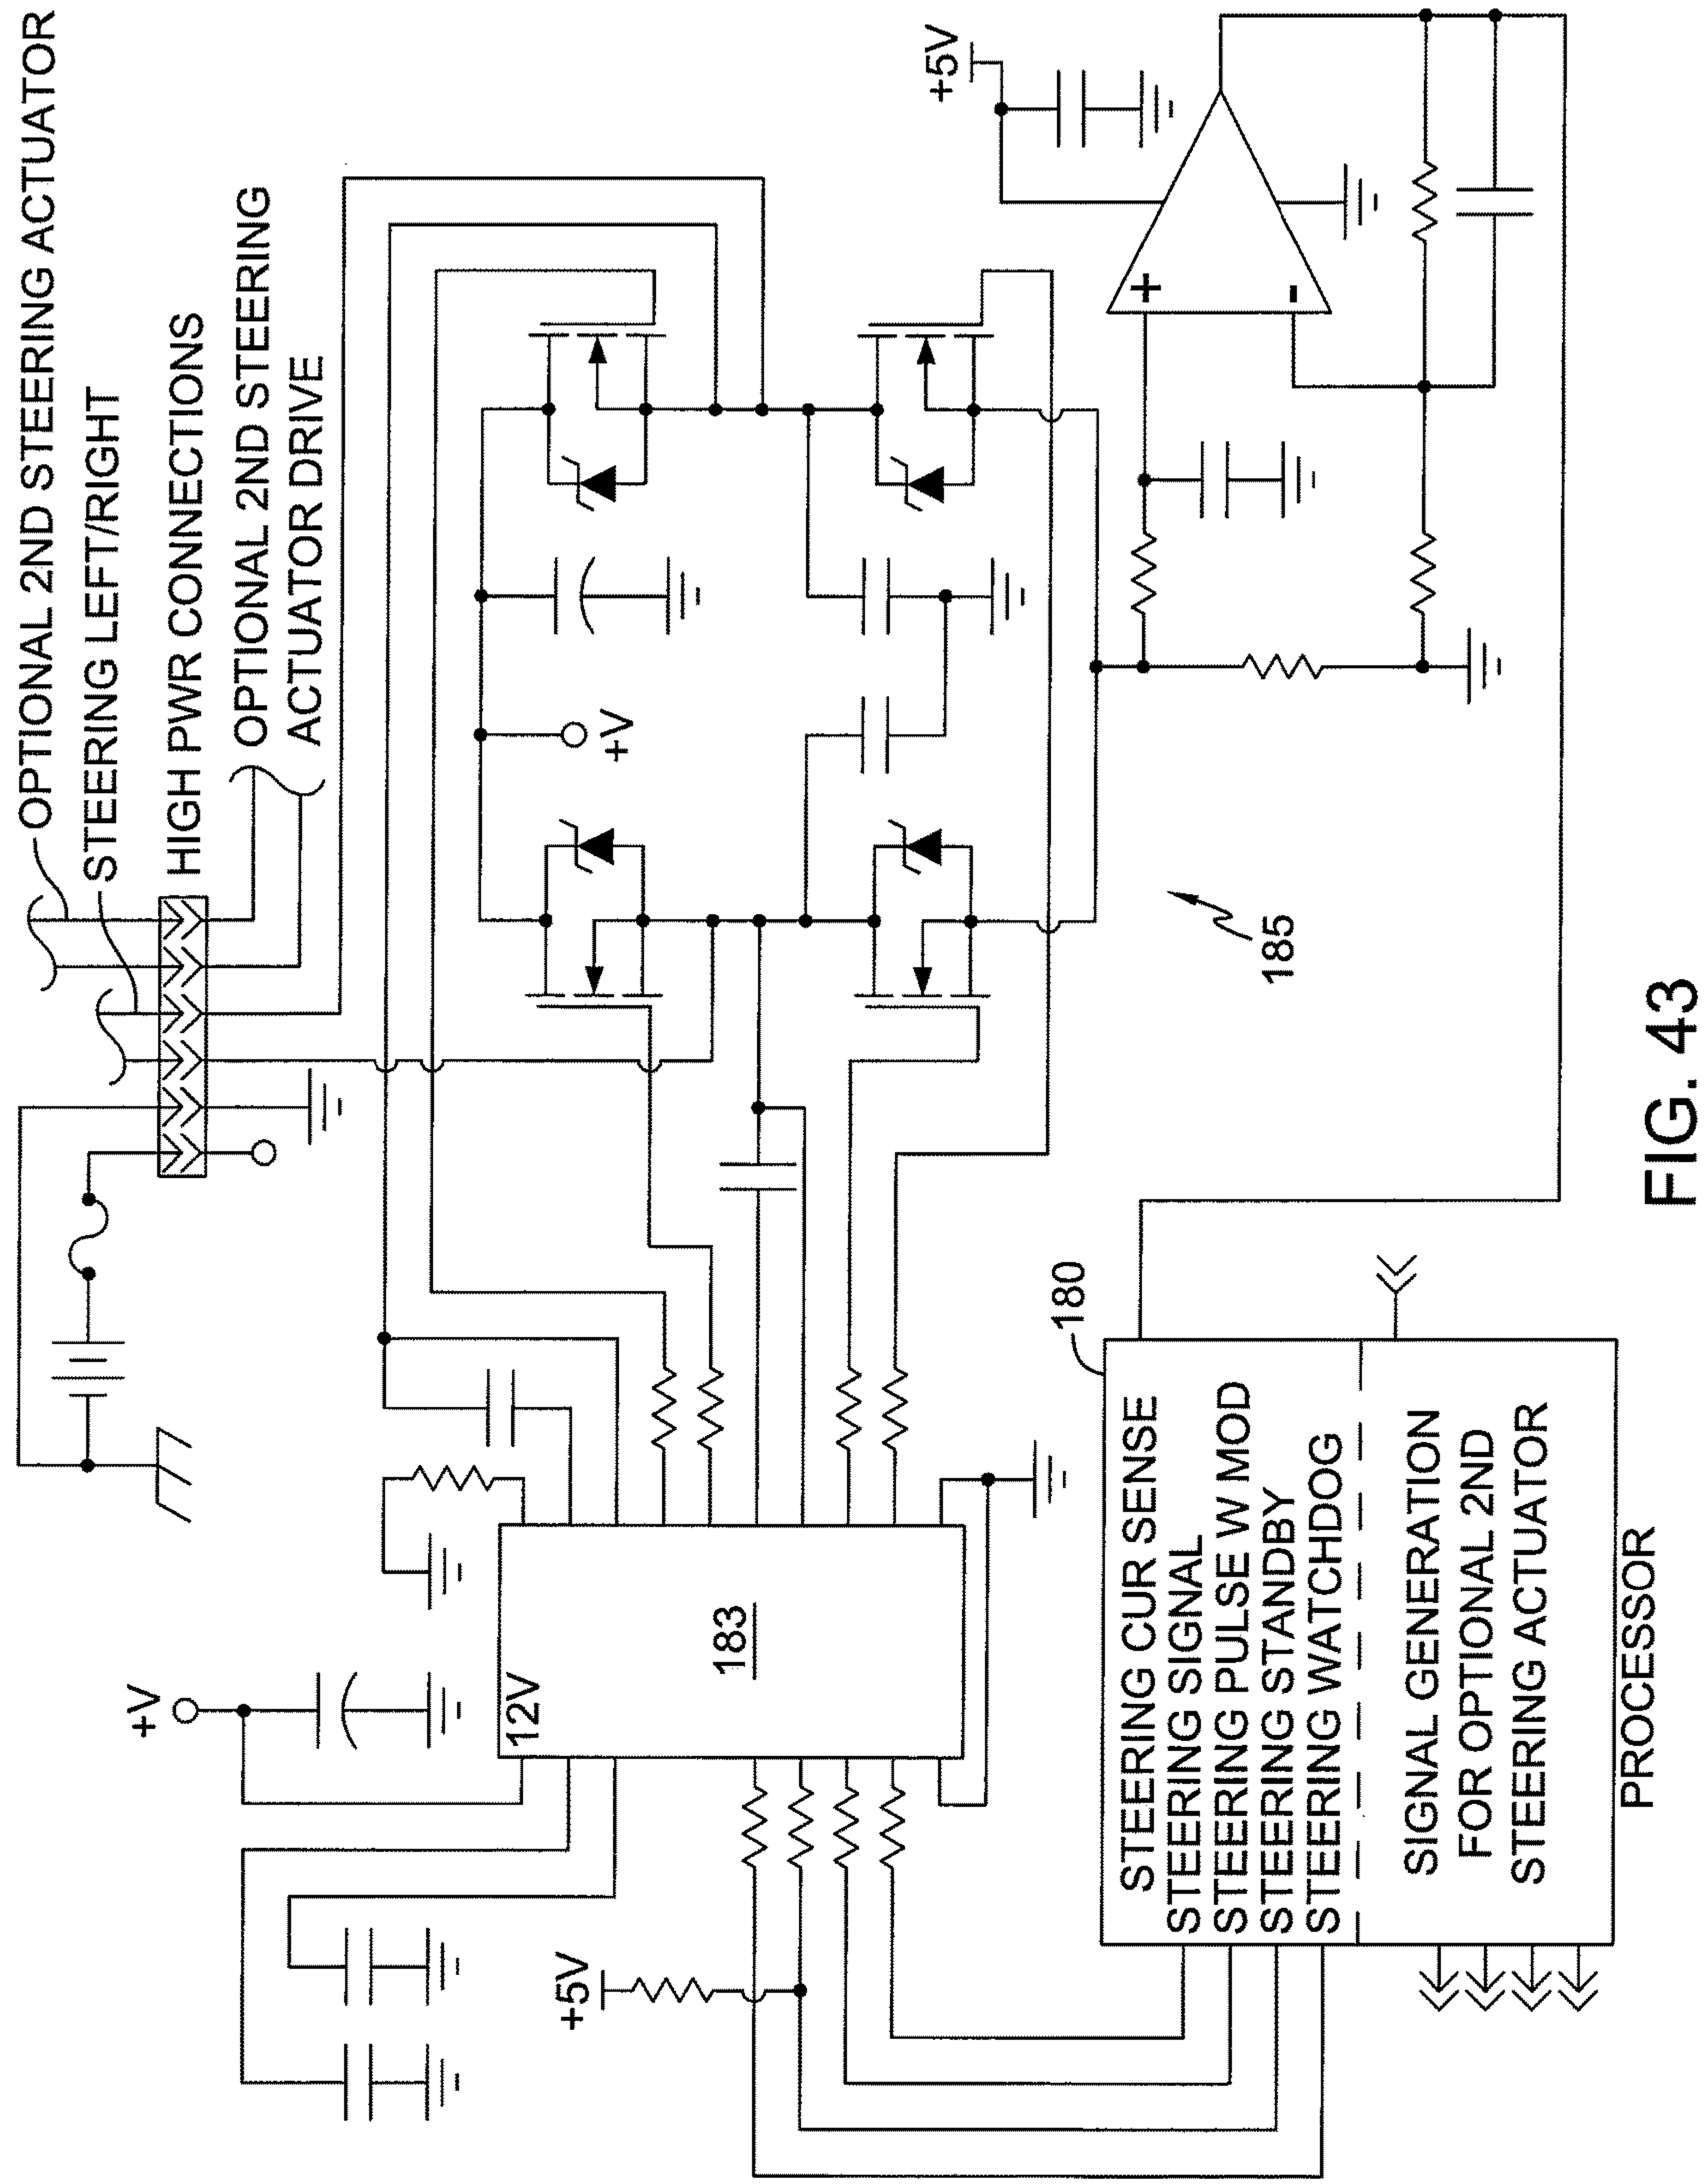 OPTIONAL 2ND STEERING ACTUATOR
STEERING LEFT/RIGHT
HIGH PWR CONNECTIONS
OPTIONAL 2ND STEERING
ACTUATOR DRIVE
+V
12V
183
+5V
+V
185
+5V
+
-
180
STEERING CUR SENSE
STEERING SIGNAL
STEERING PULSE W MOD
STEERING STANDBY
STEERING WATCHDOG
SIGNAL GENERATION
FOR OPTIONAL 2ND
STEERING ACTUATOR
PROCESSOR
FIG. 43